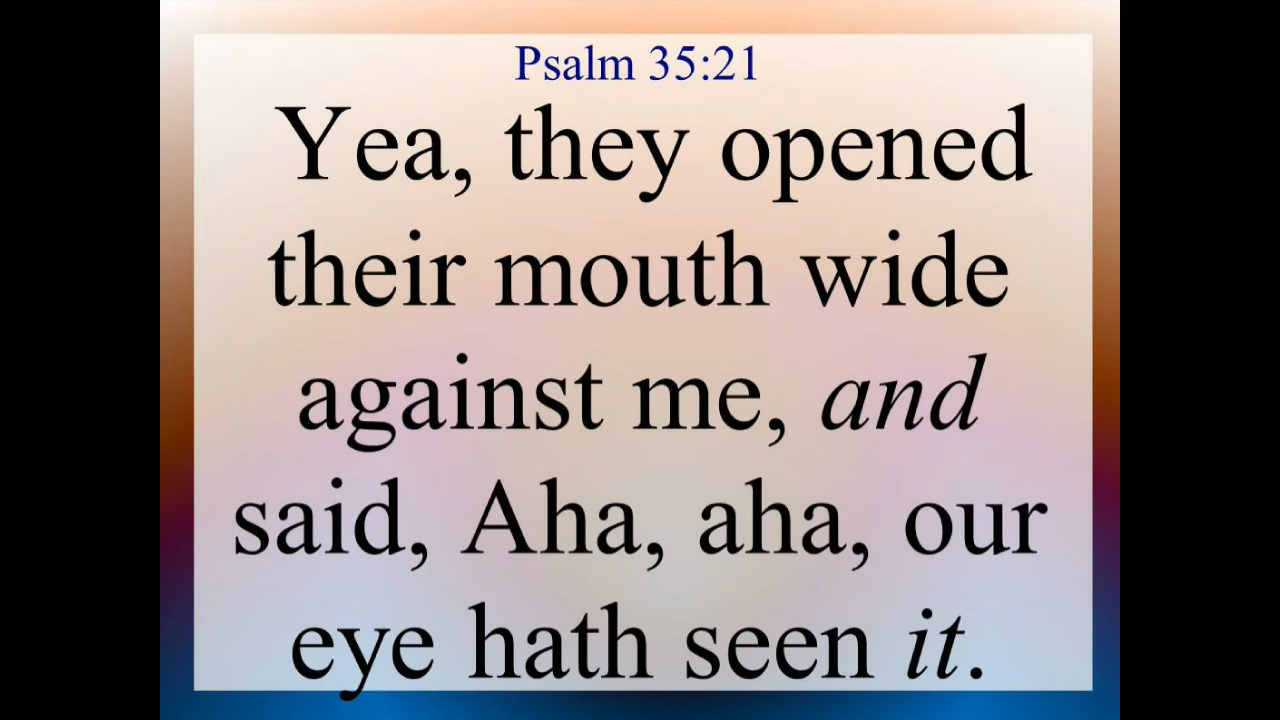 Psalm 35:21
Yea, they opened
their mouth wide
against me, and
said, Aha, aha, our
eye hath seen it.